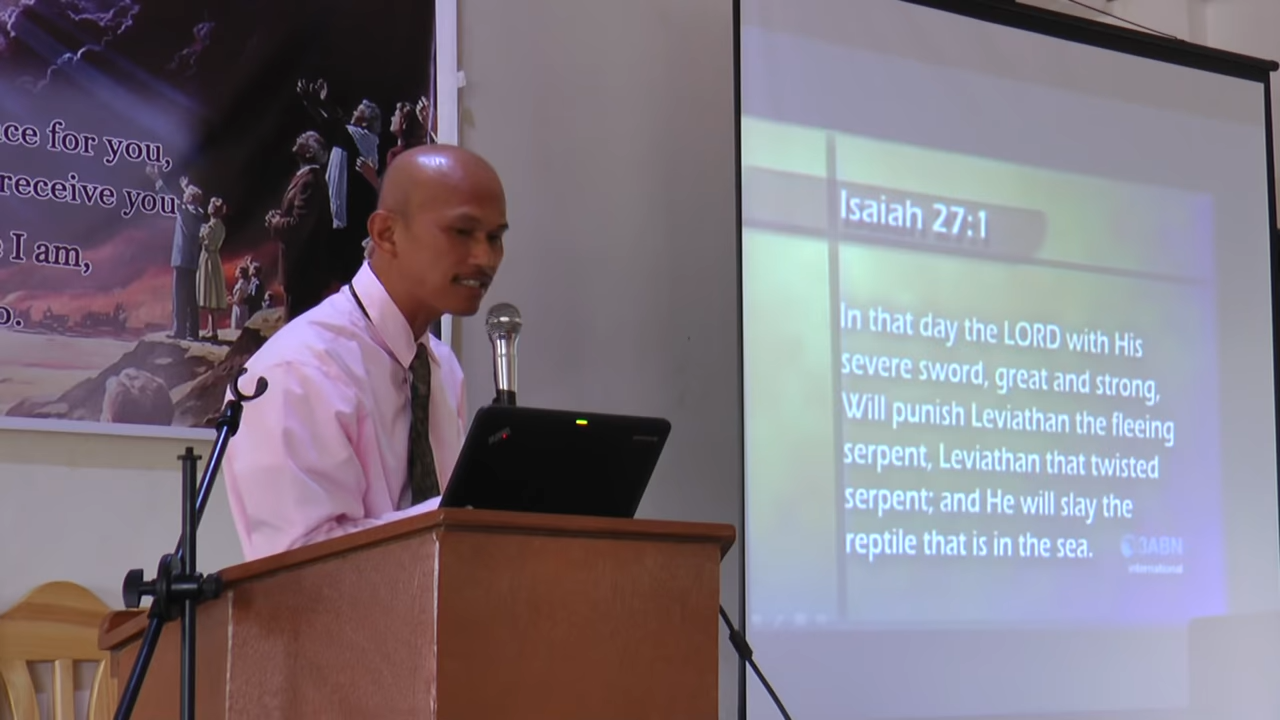 ce for you,
receive you
I am,
o.
Isaiah 27:1
In that day the LORD with His
severe sword, great and strong,
Will punish Leviathan the fleeing
serpent, Leviathan that twisted
serpent; and He will slay the
reptile that is in the sea.
3ABN
international